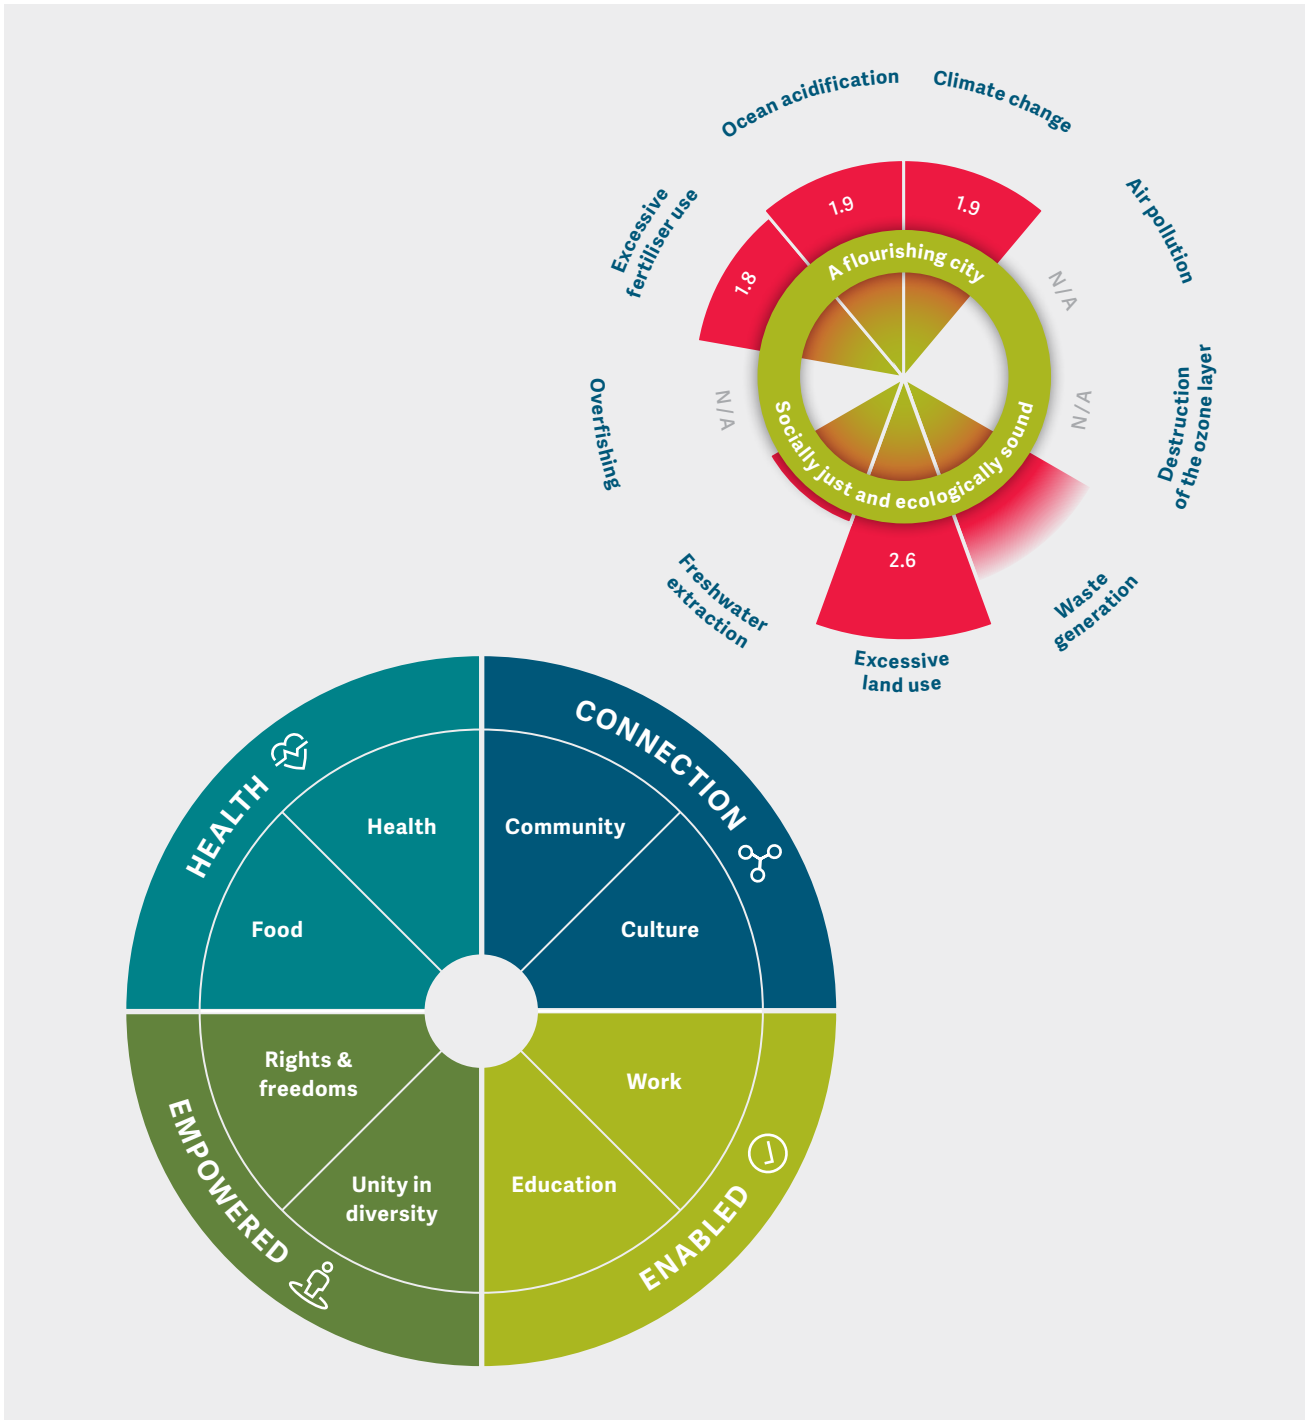 Ocean acidification
Climate change
Excessive
fertiliser use
Air pollution
1.9
1.9
1.8
N/A
A flourishing city
Overfishing
N/A
N/A
Destruction
of the ozone layer
Socially just and ecologically sound
2.6
Freshwater
extraction
Waste
generation
Excessive
land use
HEALTH
CONNECTION
Health
Community
Food
Culture
Rights &
freedoms
Work
Unity in
diversity
Education
EMPOWERED
ENABLED